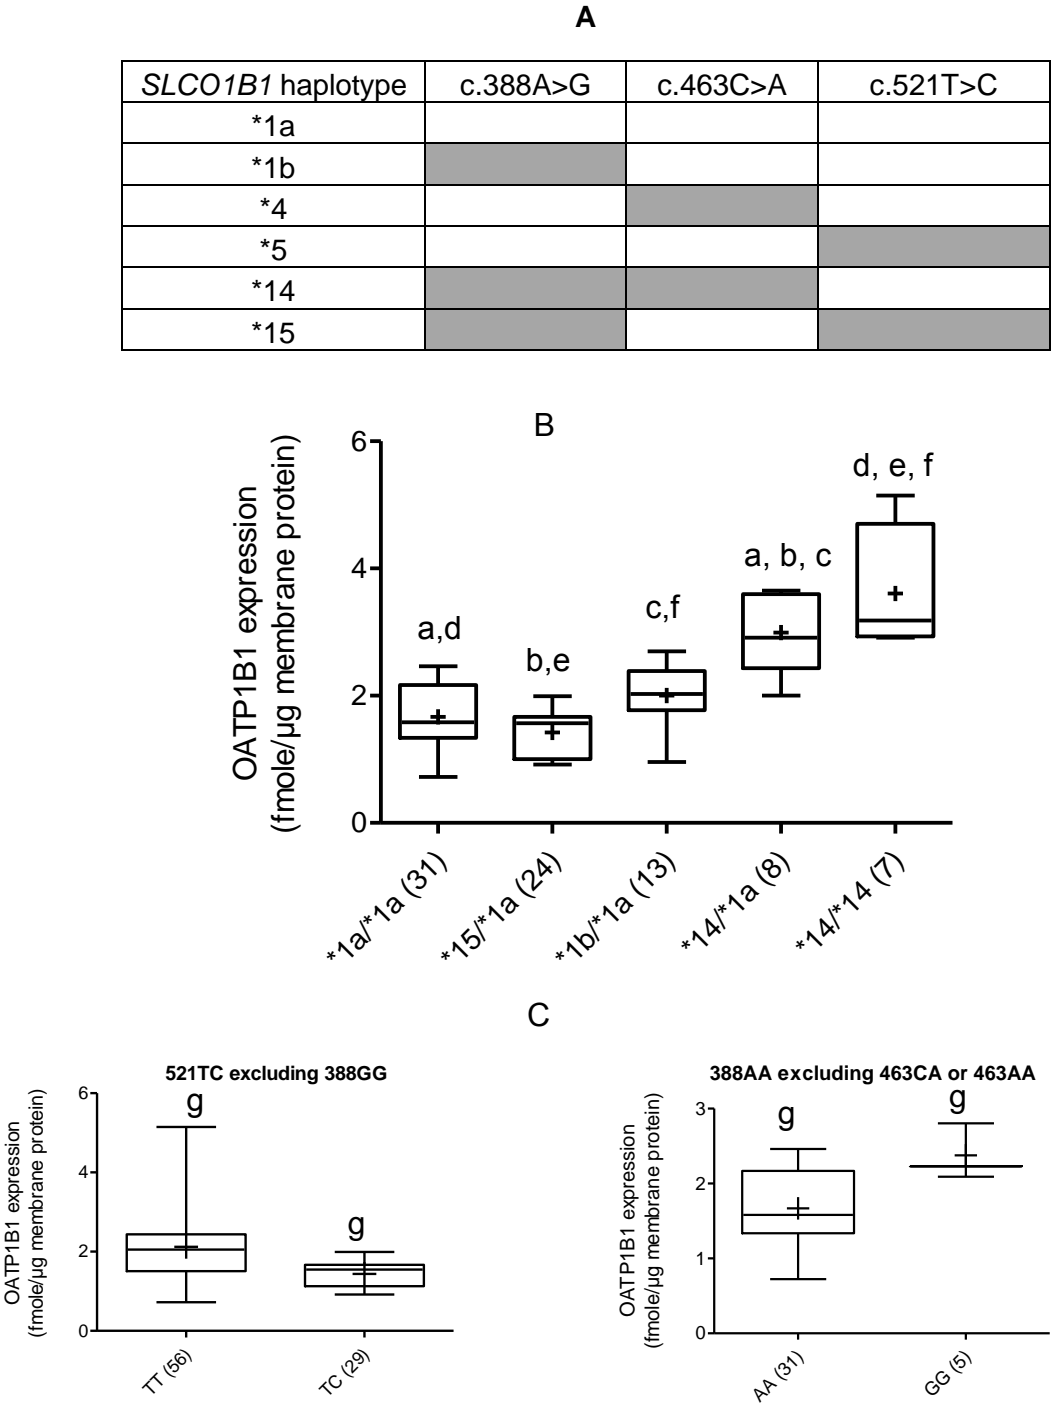 A
SLCO1B1 haplotype c.388A>G c.463C>A c.521T>C
*1a
*1b
*4
*5
*14
*15
B
OATP1B1 expression
(fmole/µg membrane protein)
6
4
2
0
a,d
b,e
c,f
a, b, c
d, e, f
*1a/*1a (31)
*15/*1a (24)
*1b/*1a (13)
*14/*1a (8)
*14/*14 (7)
C
521TC excluding 388GG
OATP1B1 expression
(fmole/µg membrane protein)
6
4
2
0
g
g
TT (56)
TC (29)
388AA excluding 463CA or 463AA
OATP1B1 expression
(fmole/µg membrane protein)
3
2
1
0
g
g
AA (31)
GG (5)